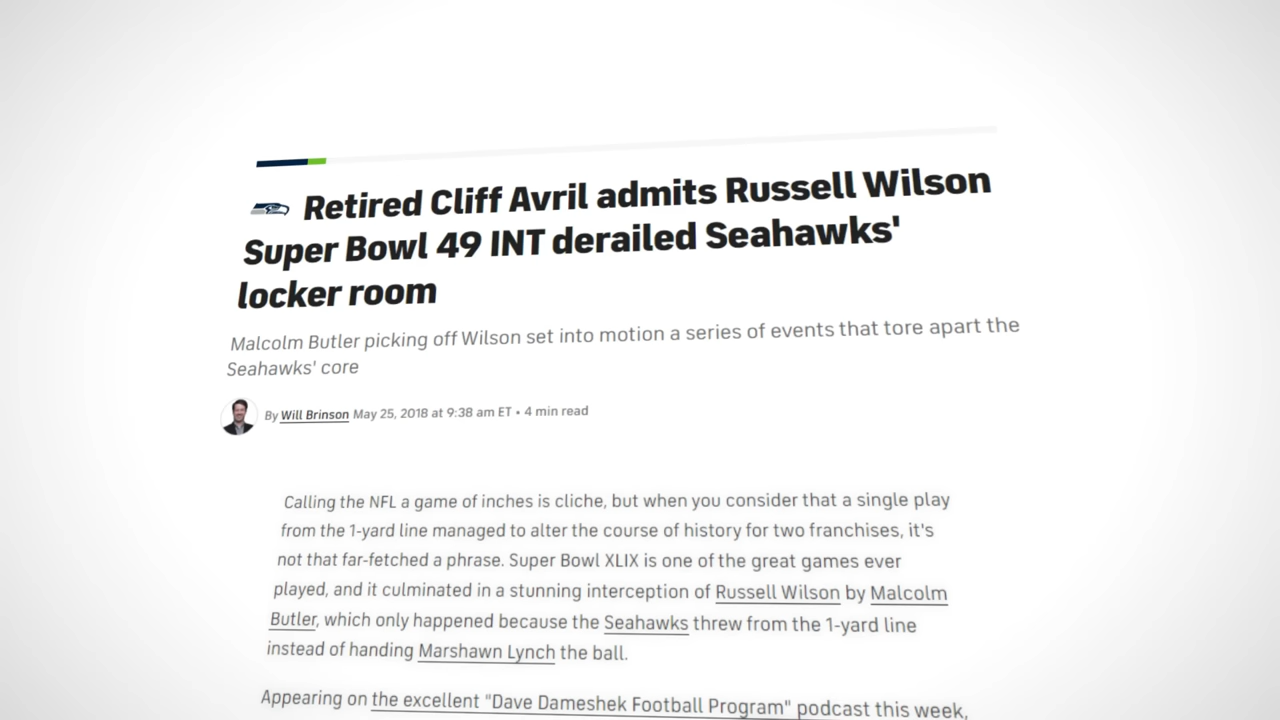 Retired Cliff Avril admits Russell Wilson
Super Bowl 49 INT derailed Seahawks'
locker room
Malcolm Butler picking off Wilson set into motion a series of events that tore apart the
Seahawks' core
By Will Brinson May 25, 2018 at 9:38 am ET • 4 min read
Calling the NFL a game of inches is cliche, but when you consider that a single play
from the 1-yard line managed to alter the course of history for two franchises, it's
not that far-fetched a phrase. Super Bowl XLIX is one of the great games ever
played, and it culminated in a stunning interception of Russell Wilson by Malcolm
Butler, which only happened because the Seahawks threw from the 1-yard line
instead of handing Marshawn Lynch the ball.
Appearing on the excellent "Dave Dameshek Football Program" podcast this week,